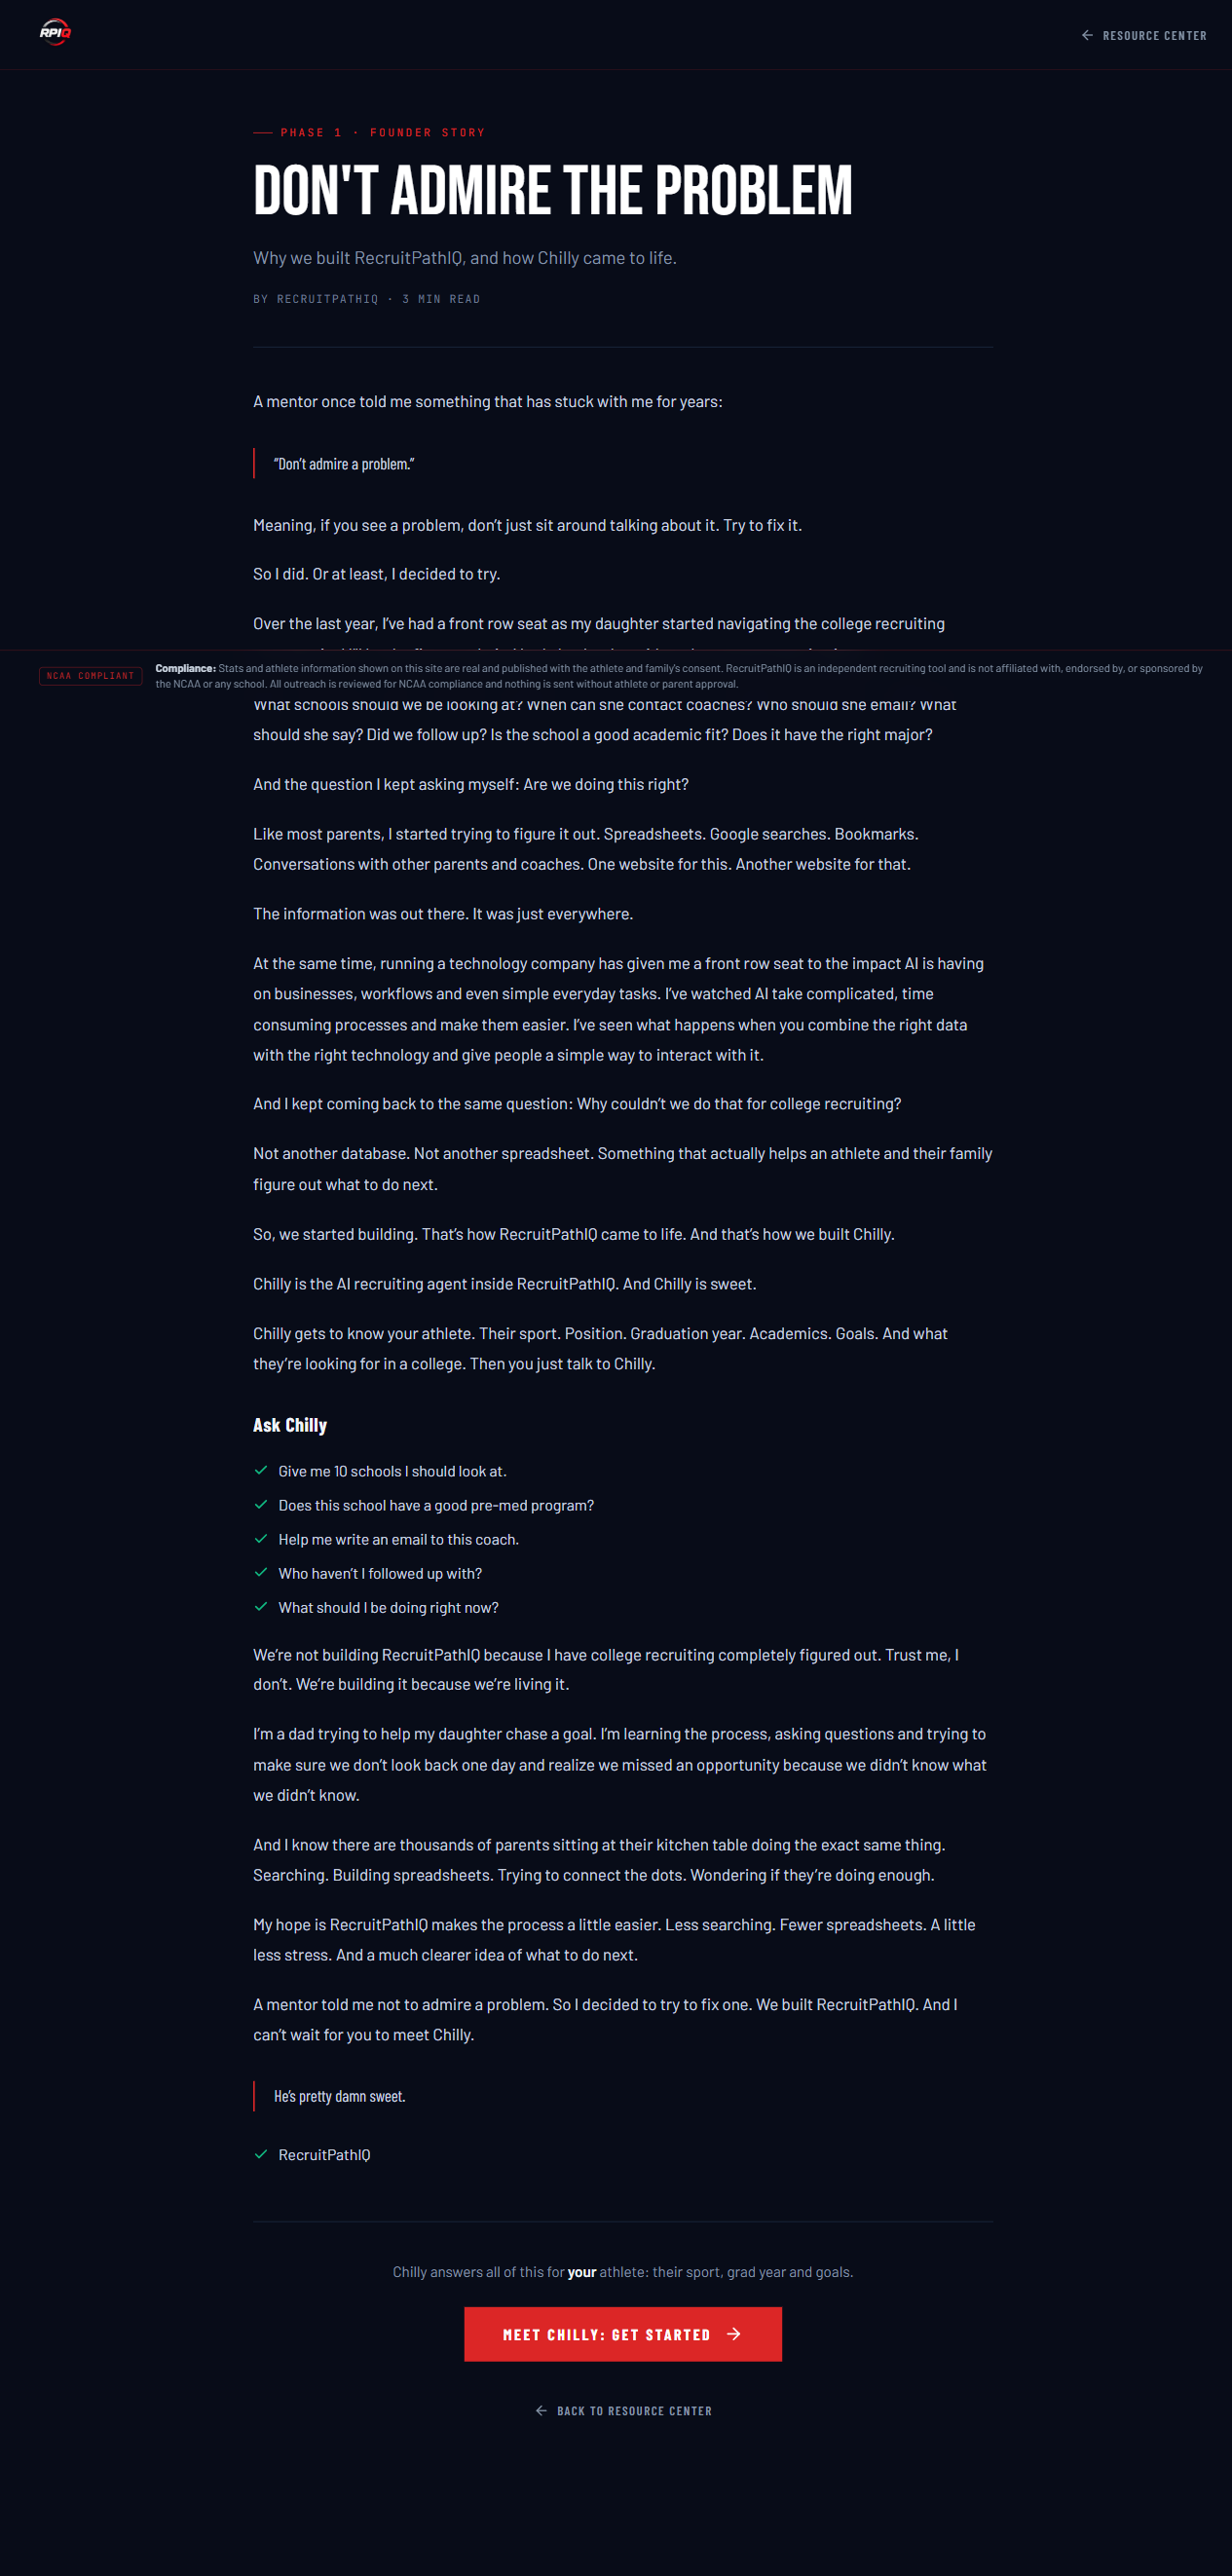 RPIQ
RESOURCE CENTER
PHASE 1 · FOUNDER STORY
DON'T ADMIRE THE PROBLEM
Why we built RecruitPathIQ, and how Chilly came to life.
BY RECRUITPATHIQ · 3 MIN READ
A mentor once told me something that has stuck with me for years:
“Don’t admire a problem.”
Meaning, if you see a problem, don’t just sit around talking about it. Try to fix it.
So I did. Or at least, I decided to try.
Over the last year, I’ve had a front row seat as my daughter started navigating the college recruiting
NCAA COMPLIANT
Compliance: Stats and athlete information shown on this site are real and published with the athlete and family's consent. RecruitPathIQ is an independent recruiting tool and is not affiliated with, endorsed by, or sponsored by
the NCAA or any school. All outreach is reviewed for NCAA compliance and nothing is sent without athlete or parent approval.
What schools should we be looking at? When can she contact coaches? Who should she email? What
should she say? Did we follow up? Is the school a good academic fit? Does it have the right major?
And the question I kept asking myself: Are we doing this right?
Like most parents, I started trying to figure it out. Spreadsheets. Google searches. Bookmarks.
Conversations with other parents and coaches. One website for this. Another website for that.
The information was out there. It was just everywhere.
At the same time, running a technology company has given me a front row seat to the impact AI is having
on businesses, workflows and even simple everyday tasks. I’ve watched AI take complicated, time
consuming processes and make them easier. I’ve seen what happens when you combine the right data
with the right technology and give people a simple way to interact with it.
And I kept coming back to the same question: Why couldn’t we do that for college recruiting?
Not another database. Not another spreadsheet. Something that actually helps an athlete and their family
figure out what to do next.
So, we started building. That’s how RecruitPathIQ came to life. And that’s how we built Chilly.
Chilly is the AI recruiting agent inside RecruitPathIQ. And Chilly is sweet.
Chilly gets to know your athlete. Their sport. Position. Graduation year. Academics. Goals. And what
they’re looking for in a college. Then you just talk to Chilly.
Ask Chilly
Give me 10 schools I should look at.
Does this school have a good pre-med program?
Help me write an email to this coach.
Who haven’t I followed up with?
What should I be doing right now?
We’re not building RecruitPathIQ because I have college recruiting completely figured out. Trust me, I
don’t. We’re building it because we’re living it.
I’m a dad trying to help my daughter chase a goal. I’m learning the process, asking questions and trying to
make sure we don’t look back one day and realize we missed an opportunity because we didn’t know what
we didn’t know.
And I know there are thousands of parents sitting at their kitchen table doing the exact same thing.
Searching. Building spreadsheets. Trying to connect the dots. Wondering if they’re doing enough.
My hope is RecruitPathIQ makes the process a little easier. Less searching. Fewer spreadsheets. A little
less stress. And a much clearer idea of what to do next.
A mentor told me not to admire a problem. So I decided to try to fix one. We built RecruitPathIQ. And I
can’t wait for you to meet Chilly.
He’s pretty damn sweet.
RecruitPathIQ
Chilly answers all of this for your athlete: their sport, grad year and goals.
MEET CHILLY: GET STARTED
BACK TO RESOURCE CENTER